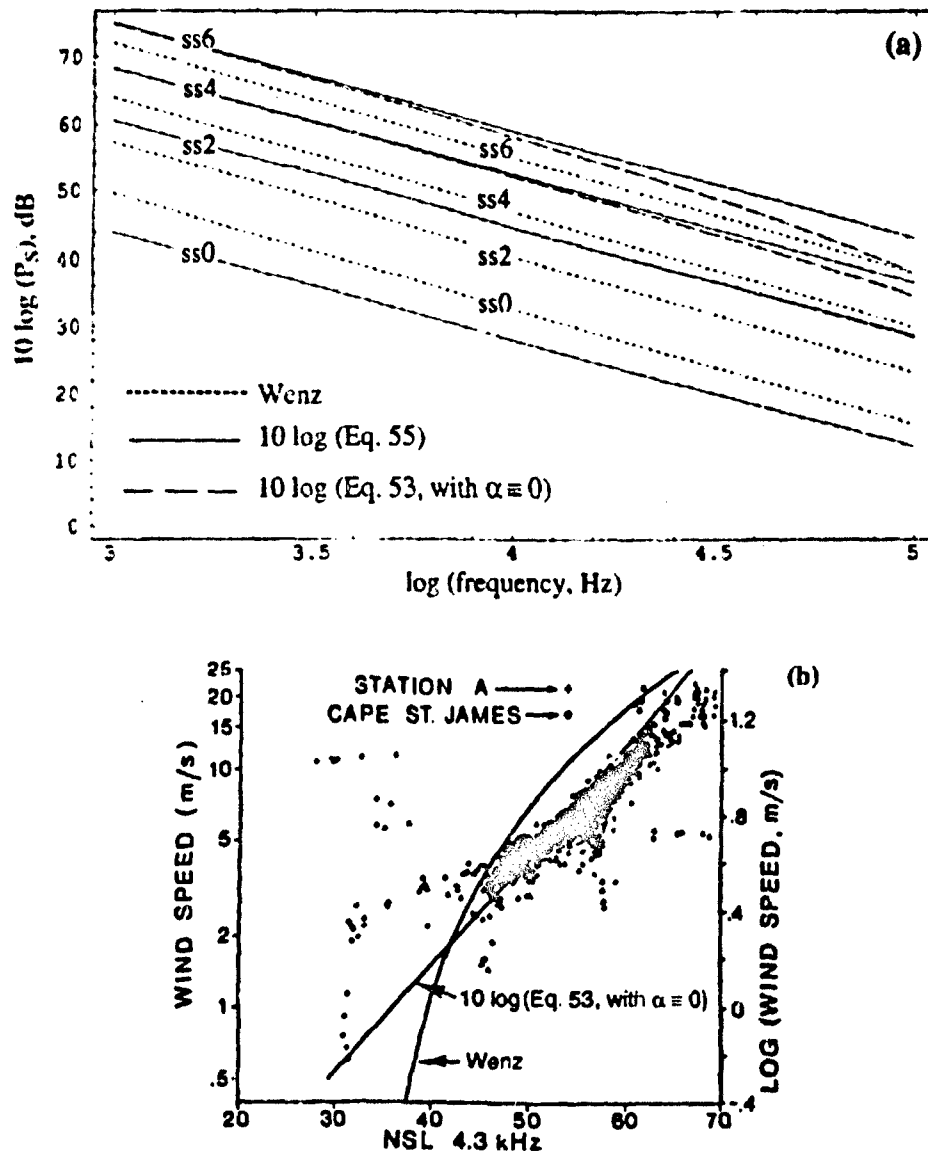 (a)
70
60
50
40
30
20
10
0
10 log (PS), dB
ss6
ss4
ss2
ss0
ss6
ss4
ss2
ss0
Wenz
10 log (Eq. 55)
10 log (Eq. 53, with α ≡ 0)
3
3.5
4
4.5
5
log (frequency, Hz)
(b)
25
20
15
10
5
2
1
.5
WIND SPEED (m/s)
STATION A
CAPE ST. JAMES
10 log (Eq. 53, with α ≡ 0)
Wenz
1.2
.8
.4
0
-.4
LOG (WIND SPEED, m/s)
20
30
40
50
60
70
NSL 4.3 kHz